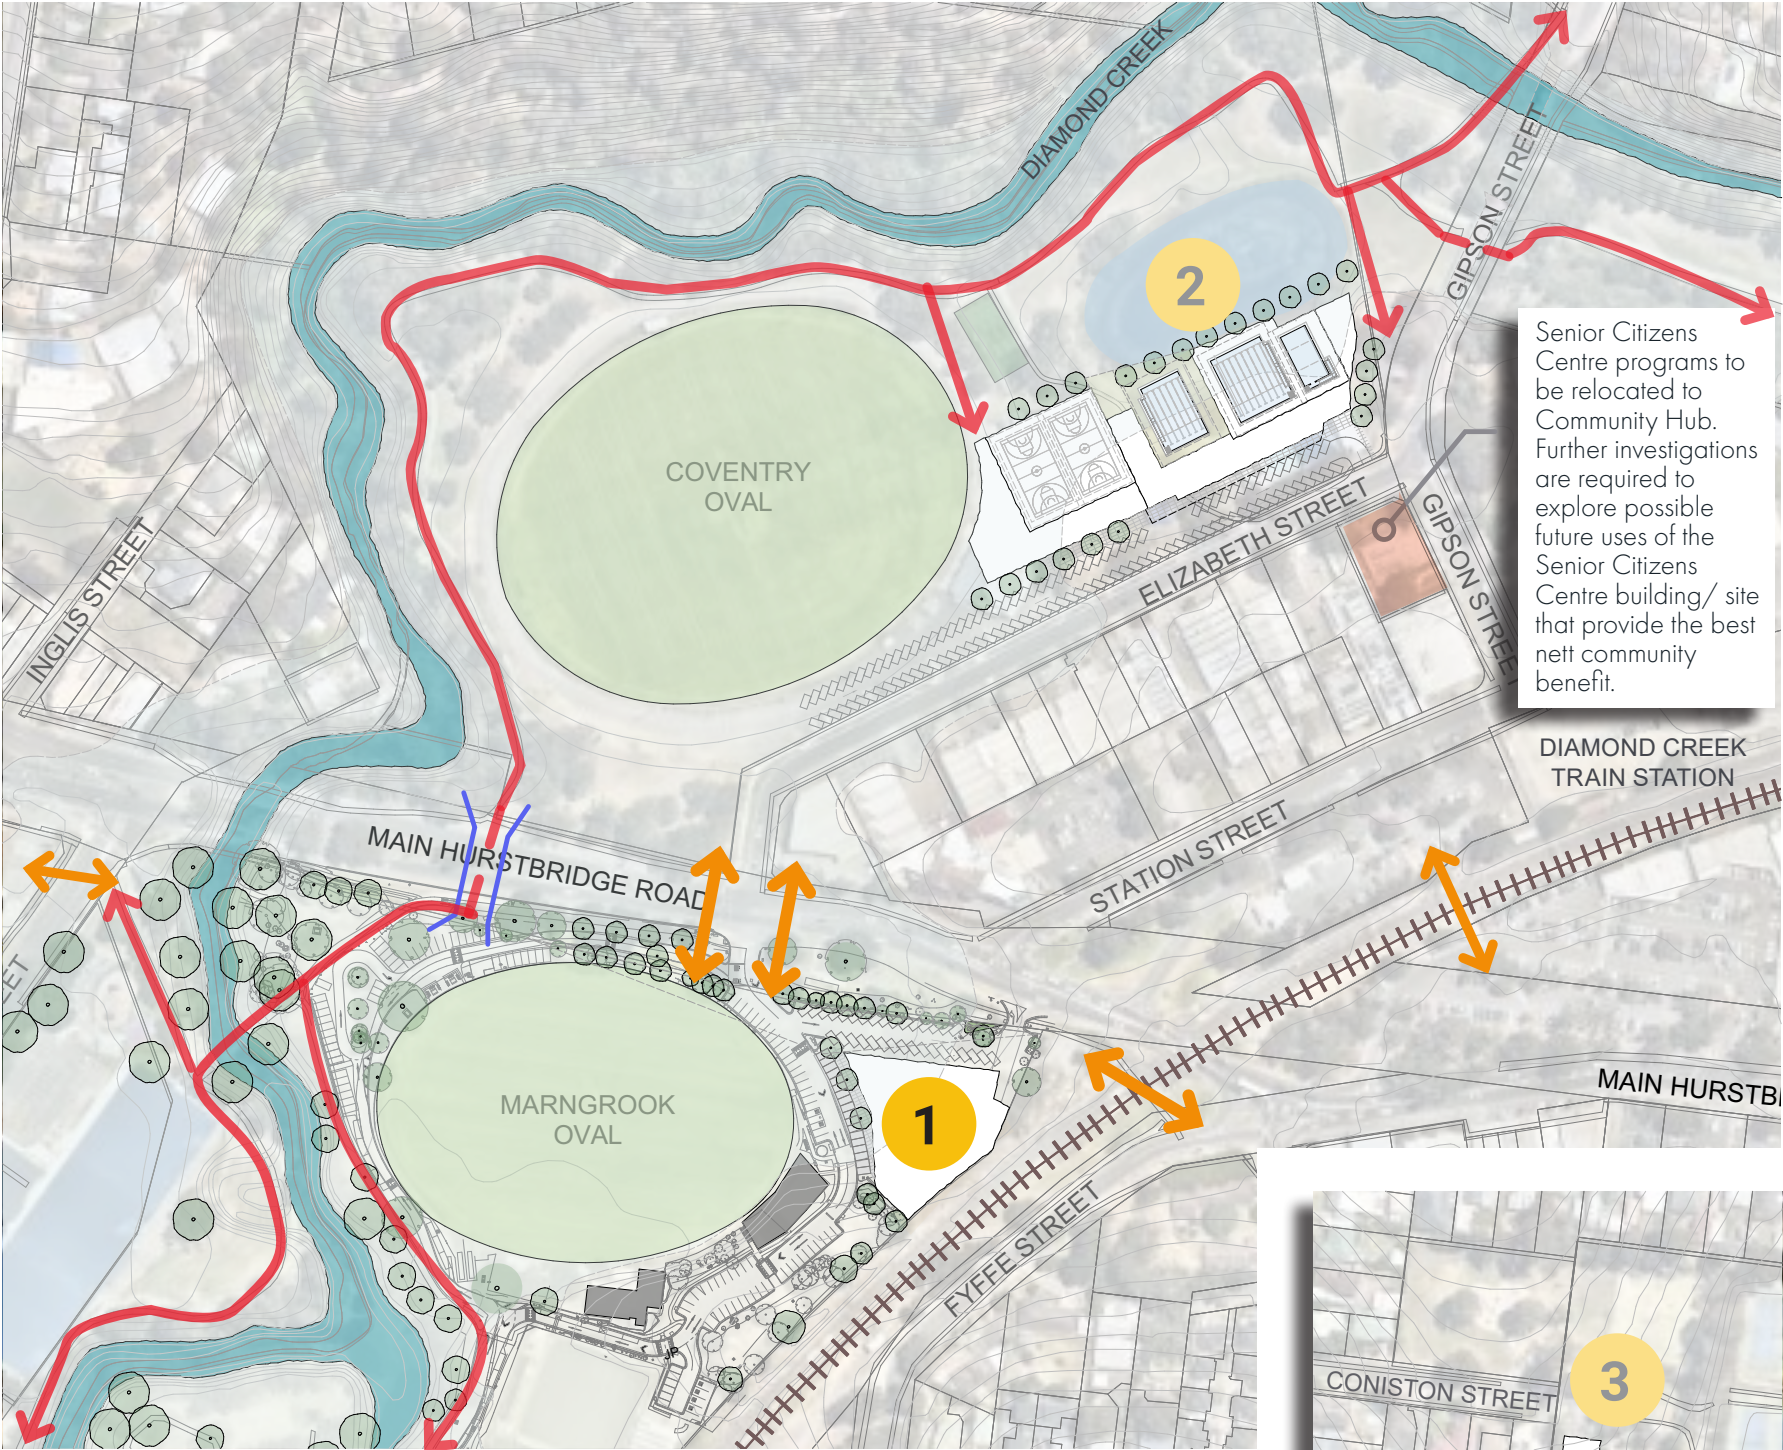 DIAMOND CREEK
GIPSON STREET
2
Senior Citizens
Centre programs to
be relocated to
Community Hub.
Further investigations
are required to
explore possible
future uses of the
Senior Citizens
Centre building/ site
that provide the best
nett community
benefit.
COVENTRY
OVAL
ELIZABETH STREET
GIPSON STREET
INGLIS STREET
DIAMOND CREEK
TRAIN STATION
MAIN HURSTBRIDGE ROAD
STATION STREET
EET
MARNGROOK
OVAL
1
MAIN HURSTB
FYFFE STREET
JP
CONISTON STREET
3